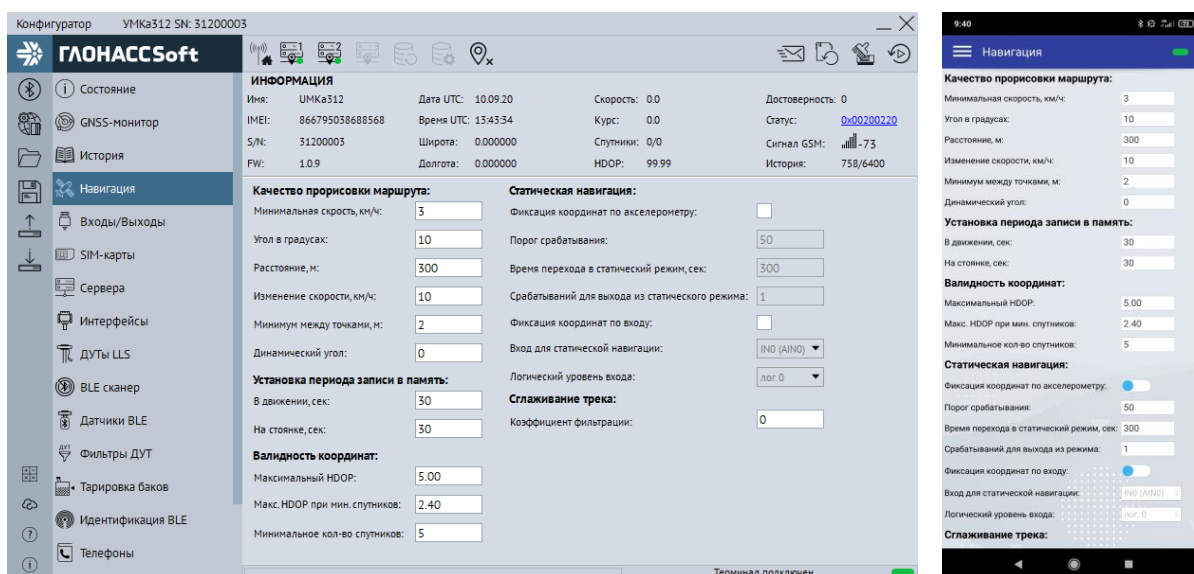 Конфигуратор УМКа312 SN: 31200003
ГЛОНАССSoft
Состояние
GNSS-монитор
История
Навигация
Входы/Выходы
SIM-карты
Сервера
Интерфейсы
ДУТы LLS
BLE сканер
Датчики BLE
Фильтры ДУТ
Тарировка баков
Идентификация BLE
Телефоны
ИНФОРМАЦИЯ
Имя: УМКа312 Дата UTC: 10.09.20 Скорость: 0.0 Достоверность: 0
IMEI: 866795038688568 Время UTC: 13:43:34 Курс: 0.0 Статус: 0x00200220
S/N: 31200003 Широта: 0.000000 Спутники: 0/0 Сигнал GSM: -73
FW: 1.0.9 Долгота: 0.000000 HDOP: 99.99 История: 758/6400
Качество прорисовки маршрута:
Минимальная скрость, км/ч: 3
Угол в градусах: 10
Расстояние, м: 300
Изменение скорости, км/ч: 10
Минимум между точками, м: 2
Динамический угол: 0
Установка периода записи в память:
В движении, сек: 30
На стоянке, сек: 30
Валидность координат:
Максимальный HDOP: 5.00
Макс. HDOP при мин. спутников: 2.40
Минимальное кол-во спутников: 5
Статическая навигация:
Фиксация координат по акселерометру:
Порог срабатывания: 50
Время перехода в статический режим, сек: 300
Срабатываний для выхода из статического режима: 1
Фиксация координат по входу:
Вход для статической навигации: IN0 (AIN0)
Логический уровень входа: лог.0
Сглаживание трека:
Коэффициент фильтрации: 0
Терминал подключен
9:40
Навигация
Качество прорисовки маршрута:
Минимальная скорость, км/ч: 3
Угол в градусах: 10
Расстояние, м: 300
Изменение скорости, км/ч: 10
Минимум между точками, м: 2
Динамический угол: 0
Установка периода записи в память:
В движении, сек: 30
На стоянке, сек: 30
Валидность координат:
Максимальный HDOP: 5.00
Макс. HDOP при мин. спутников: 2.40
Минимальное кол-во спутников: 5
Статическая навигация:
Фиксация координат по акселерометру:
Порог срабатывания: 50
Время перехода в статический режим, сек: 300
Срабатываний для выхода из режима: 1
Фиксация координат по входу:
Вход для статической навигации: IN0 (AIN0)
Логический уровень входа: лог. 0
Сглаживание трека: